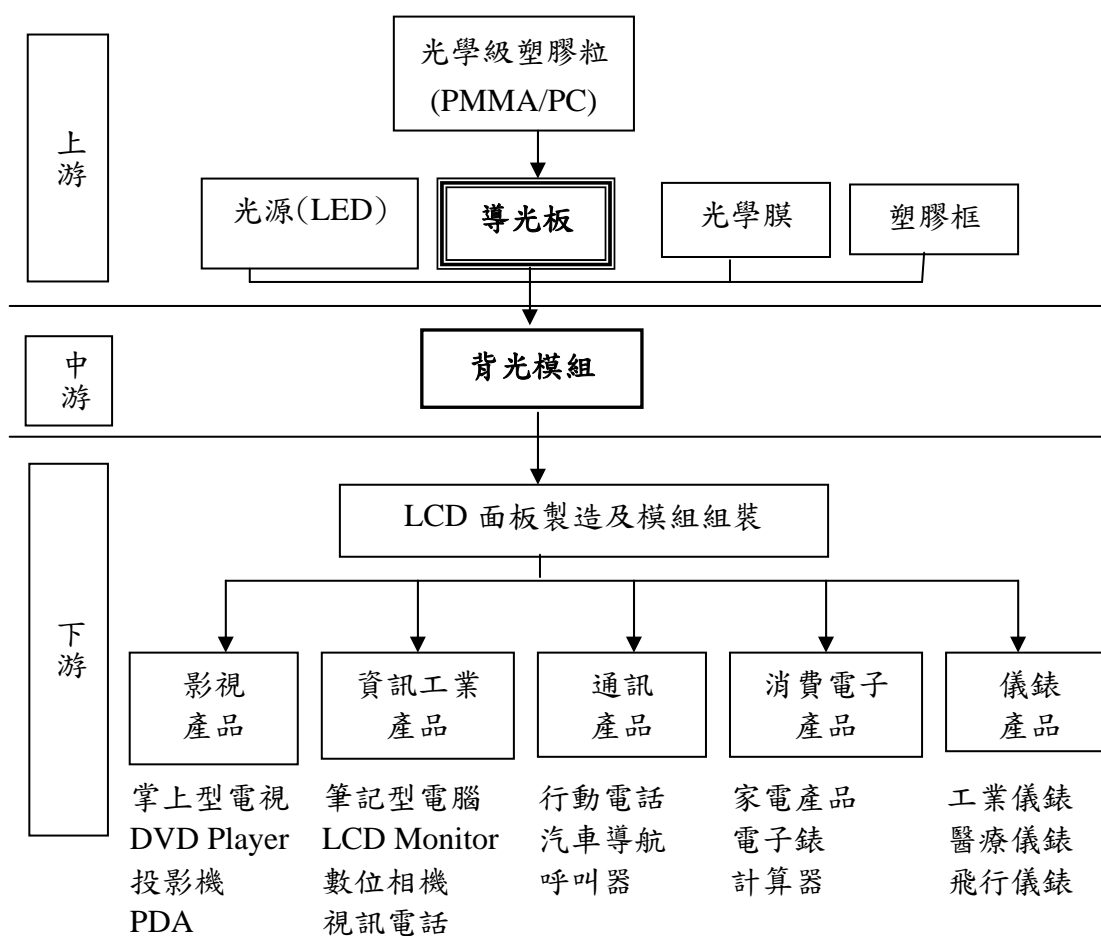 上
游
光學級塑膠粒
(PMMA/PC)
光源(LED)
導光板
光學膜
塑膠框
中
游
背光模組
下
游
LCD 面板製造及模組組裝
影視
產品
資訊工業
產品
通訊
產品
消費電子
產品
儀錶
產品
掌上型電視
DVD Player
投影機
PDA
筆記型電腦
LCD Monitor
數位相機
視訊電話
行動電話
汽車導航
呼叫器
家電產品
電子錶
計算器
工業儀錶
醫療儀錶
飛行儀錶